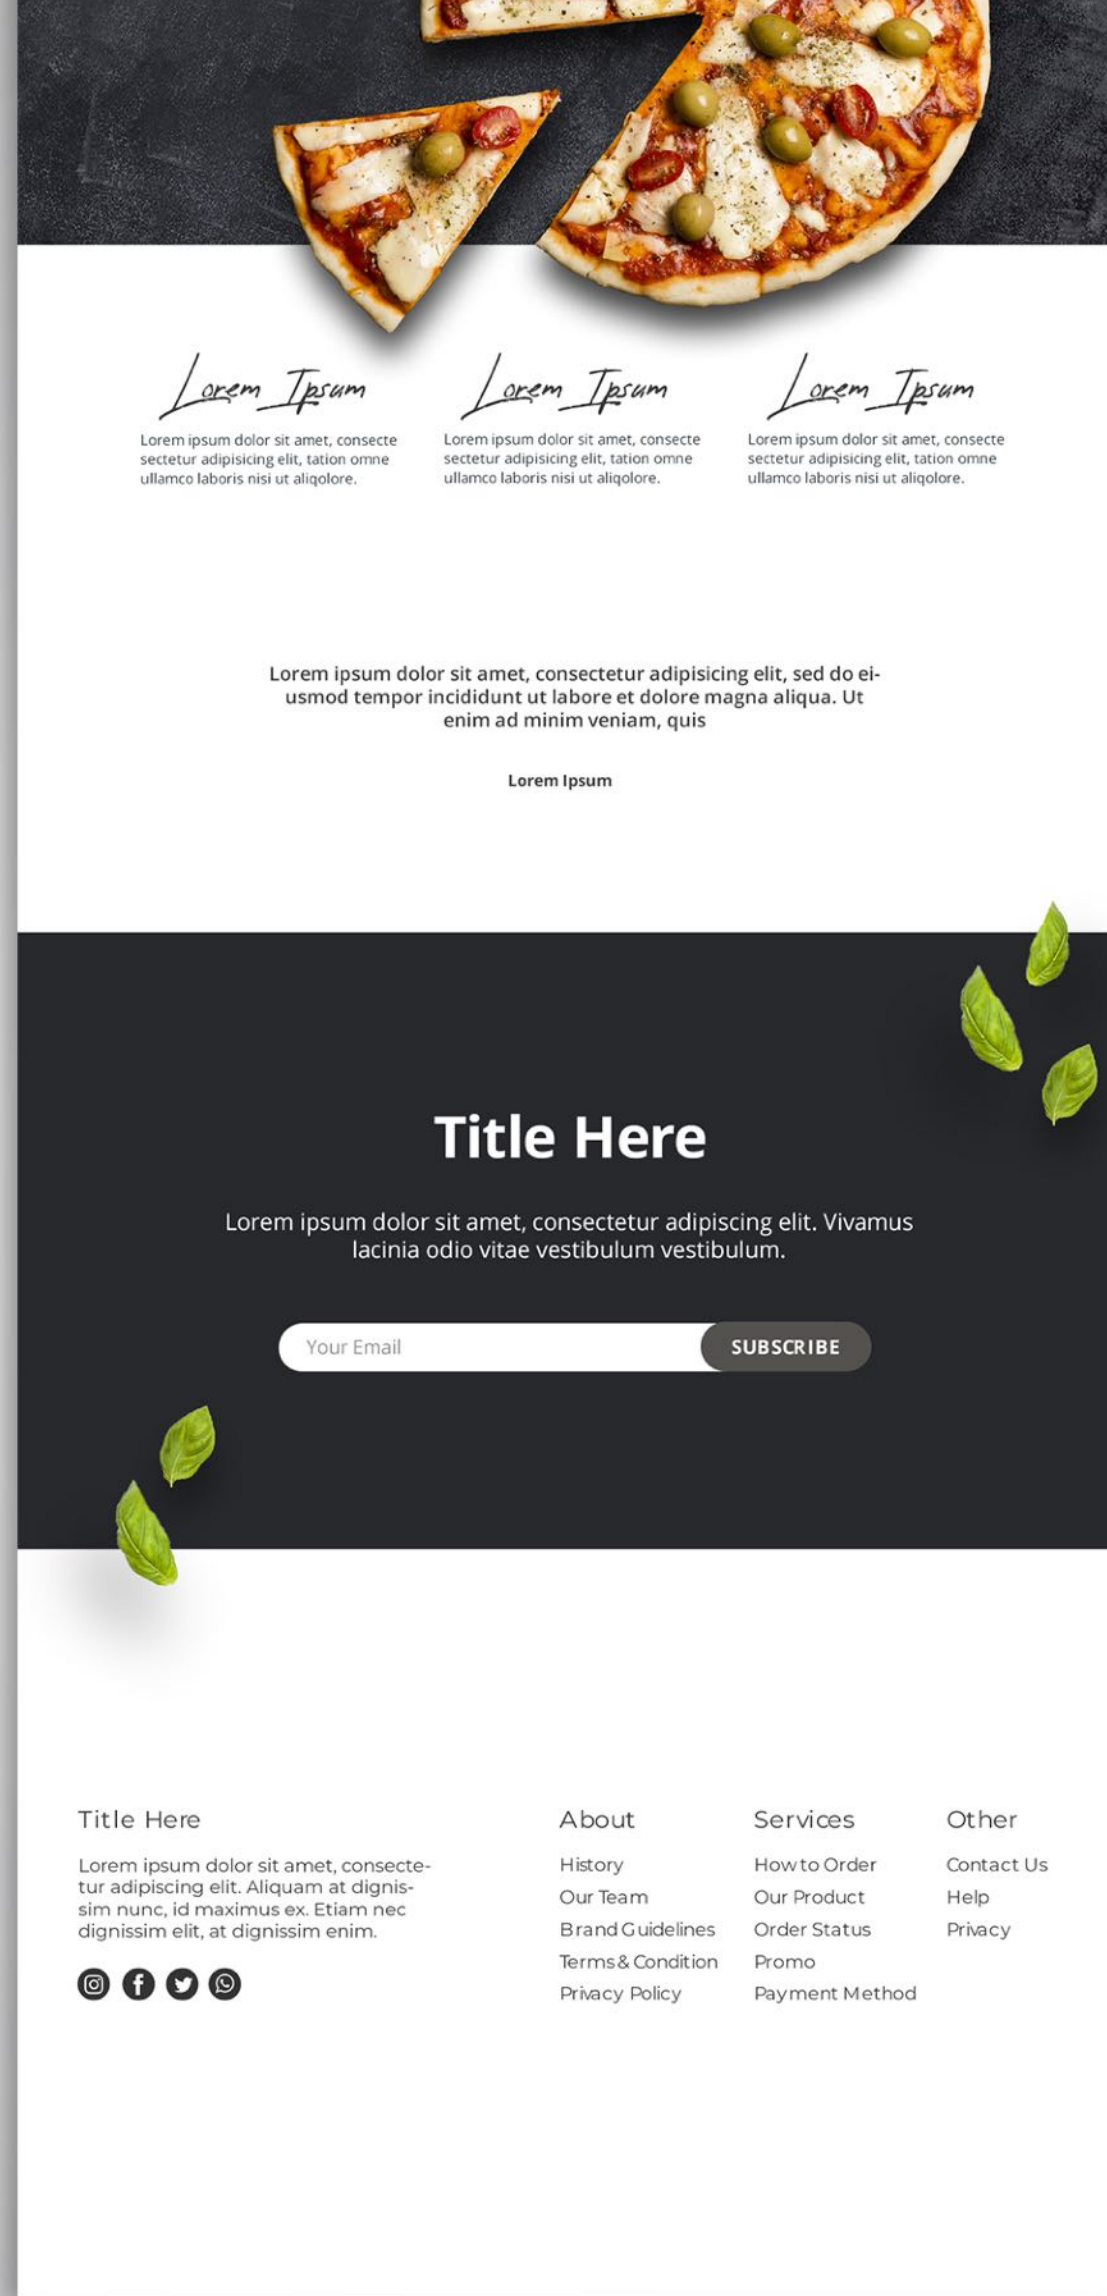 Lorem Ipsum
Lorem ipsum dolor sit amet, consecte
sectetur adipisicing elit, tation omne
ullamco laboris nisi ut aliqolore.
Lorem Ipsum
Lorem ipsum dolor sit amet, consecte
sectetur adipisicing elit, tation omne
ullamco laboris nisi ut aliqolore.
Lorem Ipsum
Lorem ipsum dolor sit amet, consecte
sectetur adipisicing elit, tation omne
ullamco laboris nisi ut aliqolore.
Lorem ipsum dolor sit amet, consectetur adipisicing elit, sed do ei-
usmod tempor incididunt ut labore et dolore magna aliqua. Ut
enim ad minim veniam, quis
Lorem Ipsum
Title Here
Lorem ipsum dolor sit amet, consectetur adipiscing elit. Vivamus
lacinia odio vitae vestibulum vestibulum.
Your Email
SUBSCRIBE
Title Here
Lorem ipsum dolor sit amet, consecte-
tur adipiscing elit. Aliquam at dignis-
sim nunc, id maximus ex. Etiam nec
dignissim elit, at dignissim enim.
About
History
Our Team
Brand Guidelines
Terms & Condition
Privacy Policy
Services
How to Order
Our Product
Order Status
Promo
Payment Method
Other
Contact Us
Help
Privacy